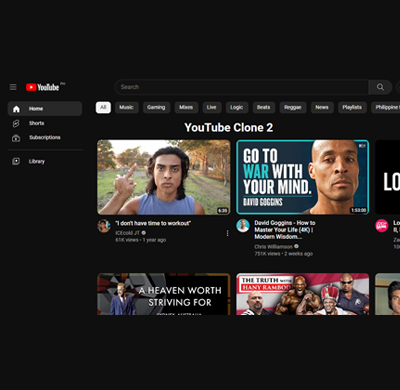 YouTube PH
Search
Home
Shorts
Subscriptions
Library
All Music Gaming Mixes Live Logic Beats Reggae News Playlists Philippine
YouTube Clone 2
6:35
GO TO
WAR WITH
YOUR MIND.
DAVID GOGGINS
1:53:00
LO
"I don't have time to workout"
ICEcold JT
61K views • 1 year ago
David Goggins - How to
Master Your Life (4K) |
Modern Wisdom...
Chris Williamson
751K views • 2 weeks ago
A HEAVEN WORTH
STRIVING FOR
THE TRUTH WITH
HANY RAMBOD